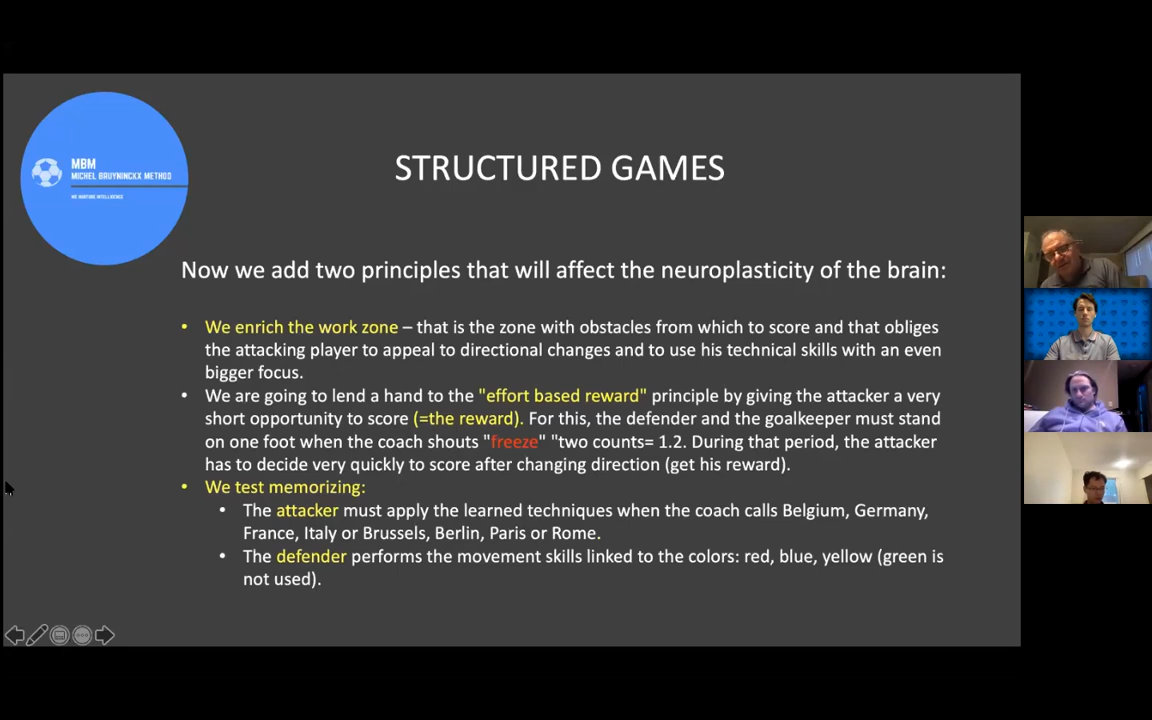 MBM
MICHEL BRUYNINCKX METHOD
WE NURTURE INTELLIGENCE
STRUCTURED GAMES
Now we add two principles that will affect the neuroplasticity of the brain:
• We enrich the work zone – that is the zone with obstacles from which to score and that obliges
the attacking player to appeal to directional changes and to use his technical skills with an even
bigger focus.
• We are going to lend a hand to the "effort based reward" principle by giving the attacker a very
short opportunity to score (=the reward). For this, the defender and the goalkeeper must stand
on one foot when the coach shouts "freeze" "two counts= 1.2. During that period, the attacker
has to decide very quickly to score after changing direction (get his reward).
• We test memorizing:
• The attacker must apply the learned techniques when the coach calls Belgium, Germany,
France, Italy or Brussels, Berlin, Paris or Rome.
• The defender performs the movement skills linked to the colors: red, blue, yellow (green is
not used).